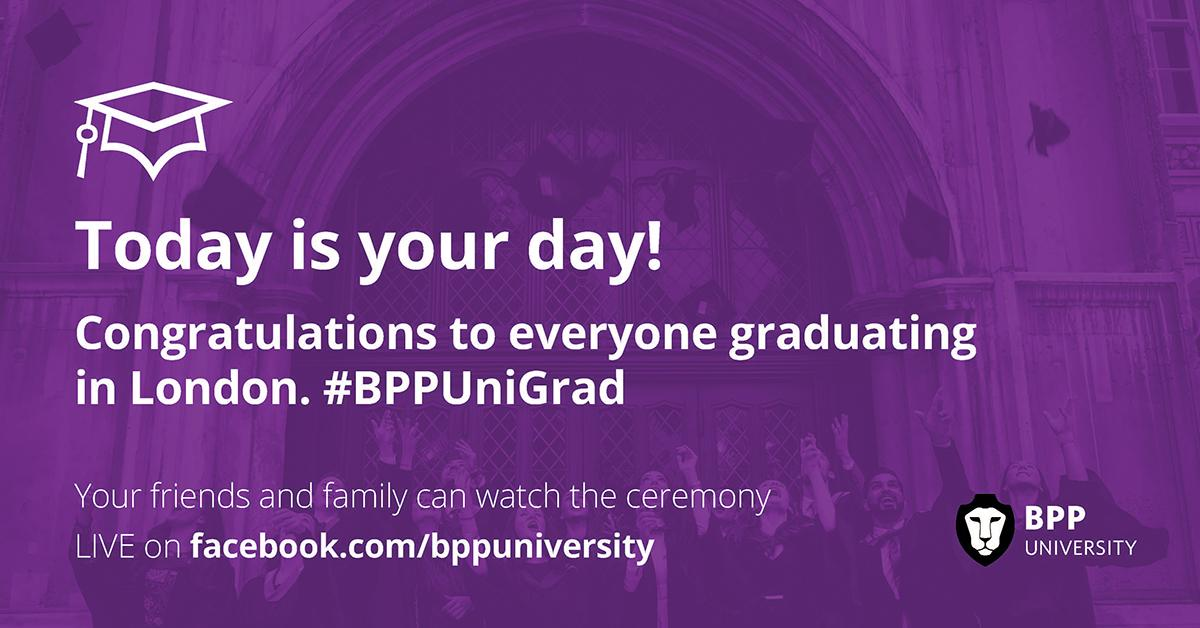 Today is your day!
Congratulations to everyone graduating
in London. #BPPUniGrad
Your friends and family can watch the ceremony
LIVE on facebook.com/bppuniversity
BPP
UNIVERSITY